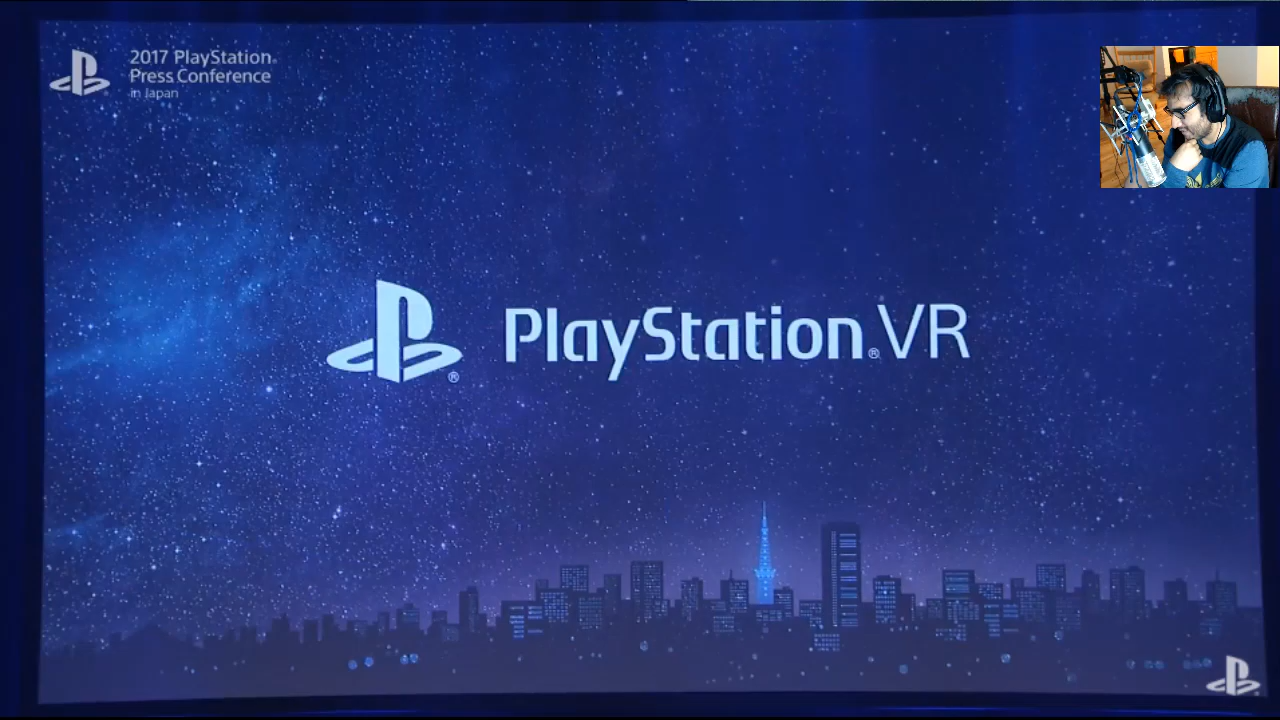 2017 PlayStation®
Press Conference
in Japan
PlayStation®VR
®
®